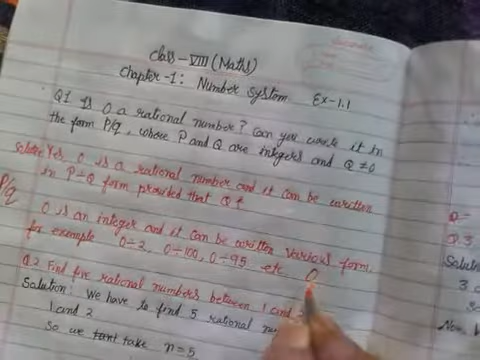 Class-VIII (Maths)
Chapter-1: Number system Ex-1.1
Q1 Is 0 a rational number? Can you write it in
the form P/q, where P and Q are integers and Q ≠ 0
Yes, 0 is a rational number and it can be written
P/q in P÷Q form provided that Q ≠
0 is an integer and it can be written various form,
for example 0÷2, 0÷100, 0÷95 etc 0
Q.2 Find five rational numbers between 1 and 2
Solution: We have to find 5 rational
1 and 2
So we take n=5
Q
Q3
3
So